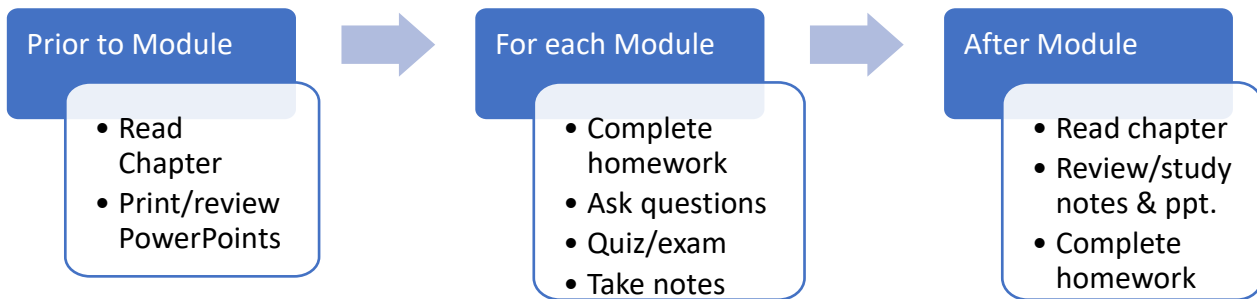 Prior to Module
• Read
Chapter
• Print/review
PowerPoints
For each Module
• Complete
homework
• Ask questions
• Quiz/exam
• Take notes
After Module
• Read chapter
• Review/study
notes & ppt.
• Complete
homework